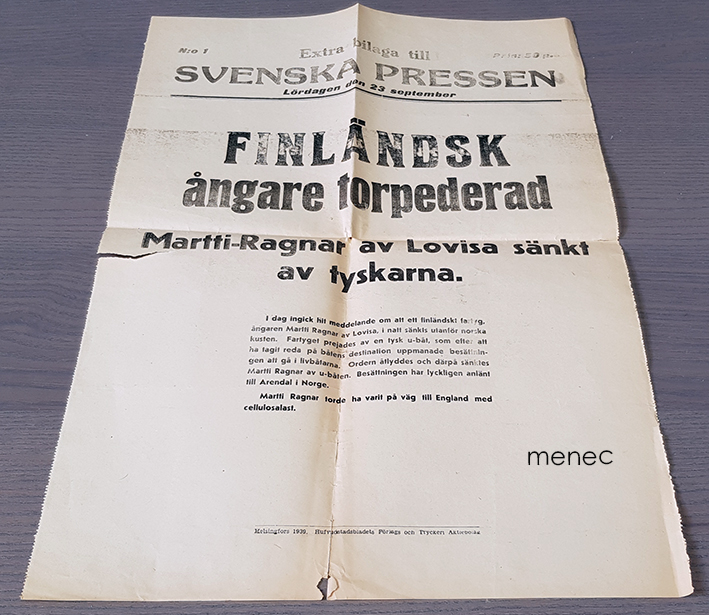 N:o 1
Extra bilaga till
SVENSKA PRESSEN
Lördagen den 23 september
FINLÄNDSK
ångare torpederad
Martti-Ragnar av Lovisa sänkt
av tyskarna.
I dag ingick hit meddelande om att ett finländskt fartyg,
ångaren Martti Ragnar av Lovisa, i natt sänkts utanför norska
kusten. Fartyget prejades av en tysk u-båt, som efter att
ha tagit reda på båtens destination uppmanade besättnin-
gen att gå i livbåtarna. Ordern åtlyddes och därpå sänktes
Martti Ragnar av u-båten. Besättningen har lyckligen anlänt
till Arendal i Norge.
Martti Ragnar torde ha varit på väg till England med
cellulosalast.
menec
Helsingfors 1939, Hufvudstadsbladets Förlags och Tryckeri Aktiebolag